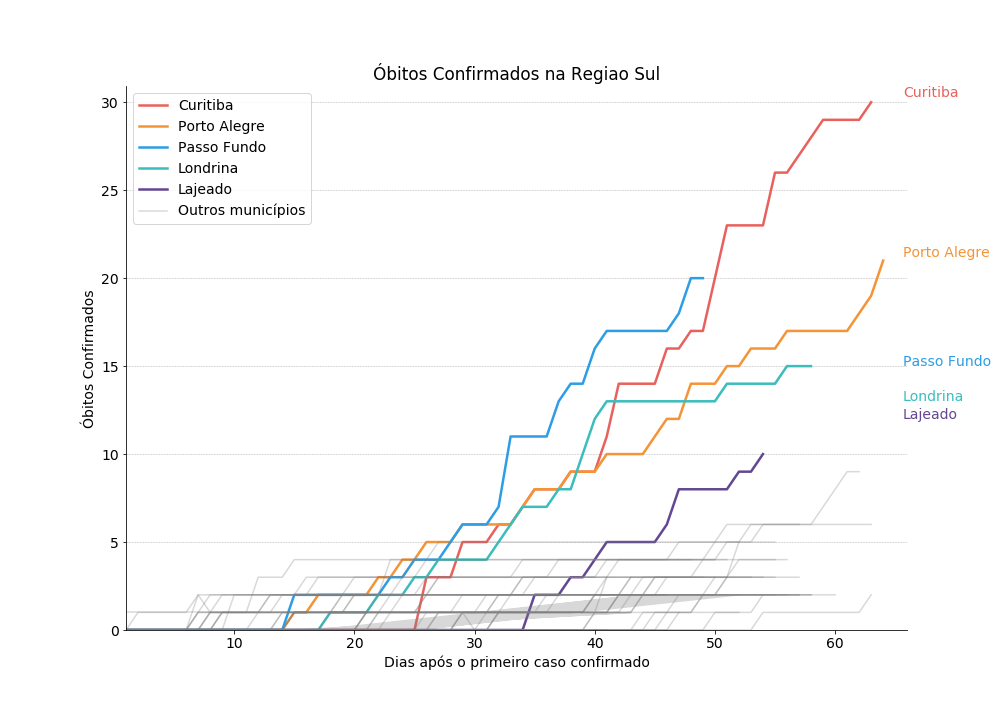 Óbitos Confirmados na Regiao Sul
Curitiba
Porto Alegre
Passo Fundo
Londrina
Lajeado
Outros municípios
Curitiba
Porto Alegre
Passo Fundo
Londrina
Lajeado
Óbitos Confirmados
30
25
20
15
10
5
0
10
20
30
40
50
60
Dias após o primeiro caso confirmado